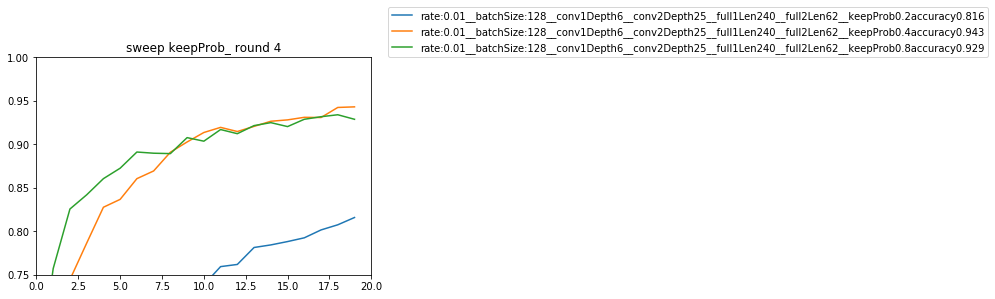 rate:0.01__batchSize:128__conv1Depth6__conv2Depth25__full1Len240__full2Len62__keepProb0.2accuracy0.816
rate:0.01__batchSize:128__conv1Depth6__conv2Depth25__full1Len240__full2Len62__keepProb0.4accuracy0.943
rate:0.01__batchSize:128__conv1Depth6__conv2Depth25__full1Len240__full2Len62__keepProb0.8accuracy0.929
sweep keepProb_ round 4
1.00
0.95
0.90
0.85
0.80
0.75
0.0 2.5 5.0 7.5 10.0 12.5 15.0 17.5 20.0